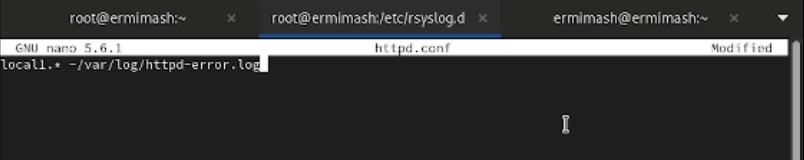 root@ermimash:~ × root@ermimash:/etc/rsyslog.d × ermimash@ermimash:~ ×
GNU nano 5.6.1 httpd.conf Modified
local1.* -/var/log/httpd-error.log